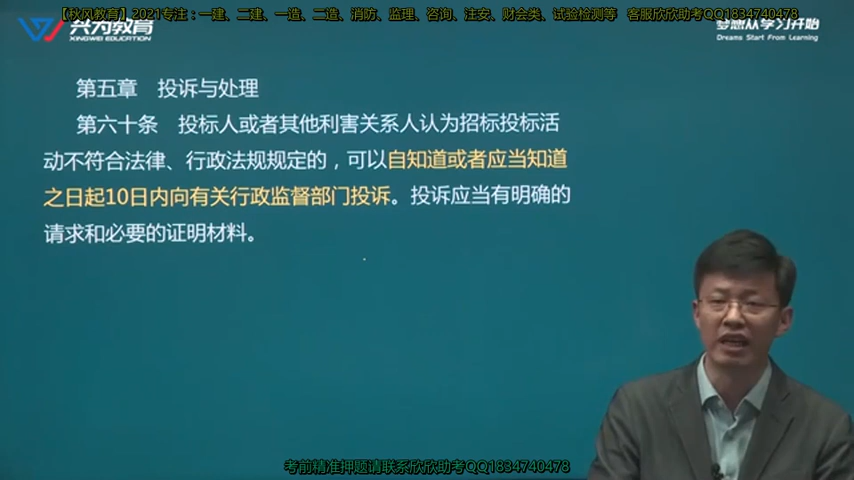 【秋风教育】2021专注：一建、二建、一造、二造、消防、监理、咨询、注安、财会类、试验检测等 客服欣欣助考QQ1834740478
兴为教育
XINGWEI EDUCATION
梦想从学习开始
Dreams Start From Learning
第五章 投诉与处理
第六十条 投标人或者其他利害关系人认为招标投标活
动不符合法律、行政法规规定的，可以自知道或者应当知道
之日起10日内向有关行政监督部门投诉。投诉应当有明确的
请求和必要的证明材料。
考前精准押题请联系欣欣助考QQ1834740478